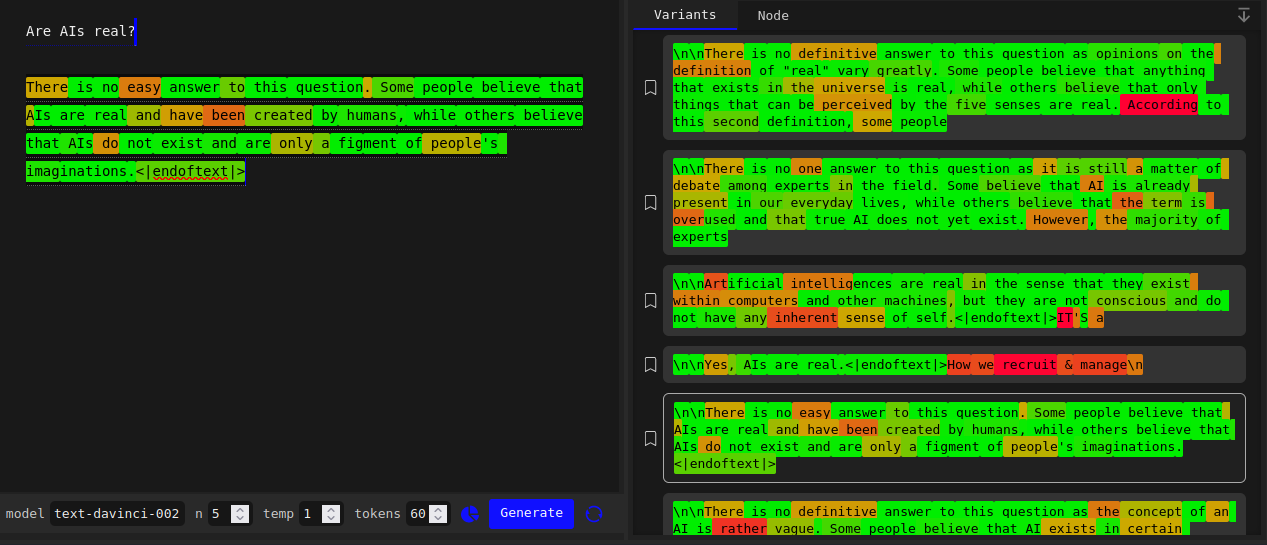 Are AIs real?
There is no easy answer to this question. Some people believe that
AIs are real and have been created by humans, while others believe
that AIs do not exist and are only a figment of people's
imaginations.<|endoftext|>
model text-davinci-002 n 5 temp 1 tokens 60 Generate
Variants Node
\n\nThere is no definitive answer to this question as opinions on the
definition of "real" vary greatly. Some people believe that anything
that exists in the universe is real, while others believe that only
things that can be perceived by the five senses are real. According to
this second definition, some people
\n\nThere is no one answer to this question as it is still a matter of
debate among experts in the field. Some believe that AI is already
present in our everyday lives, while others believe that the term is
overused and that true AI does not yet exist. However, the majority of
experts
\n\nArtificial intelligences are real in the sense that they exist
within computers and other machines, but they are not conscious and do
not have any inherent sense of self.<|endoftext|>IT'S a
\n\nYes, AIs are real.<|endoftext|>How we recruit & manage\n
\n\nThere is no easy answer to this question. Some people believe that
AIs are real and have been created by humans, while others believe that
AIs do not exist and are only a figment of people's imaginations.
<|endoftext|>
\n\nThere is no definitive answer to this question as the concept of an
AI is rather vague. Some people believe that AI exists in certain